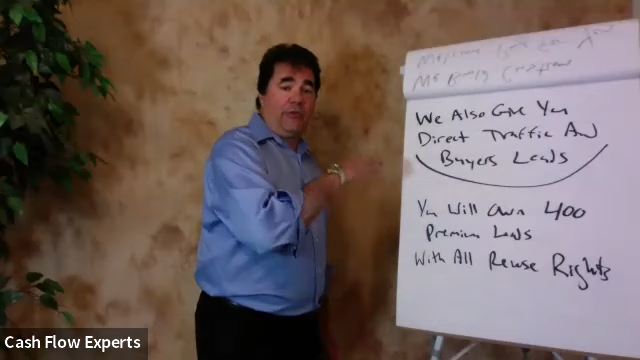 We Also Give You
Direct Traffic And
Buyers Leads
You Will Own 400
Premium Leads
With All Reuse Rights
Cash Flow Experts